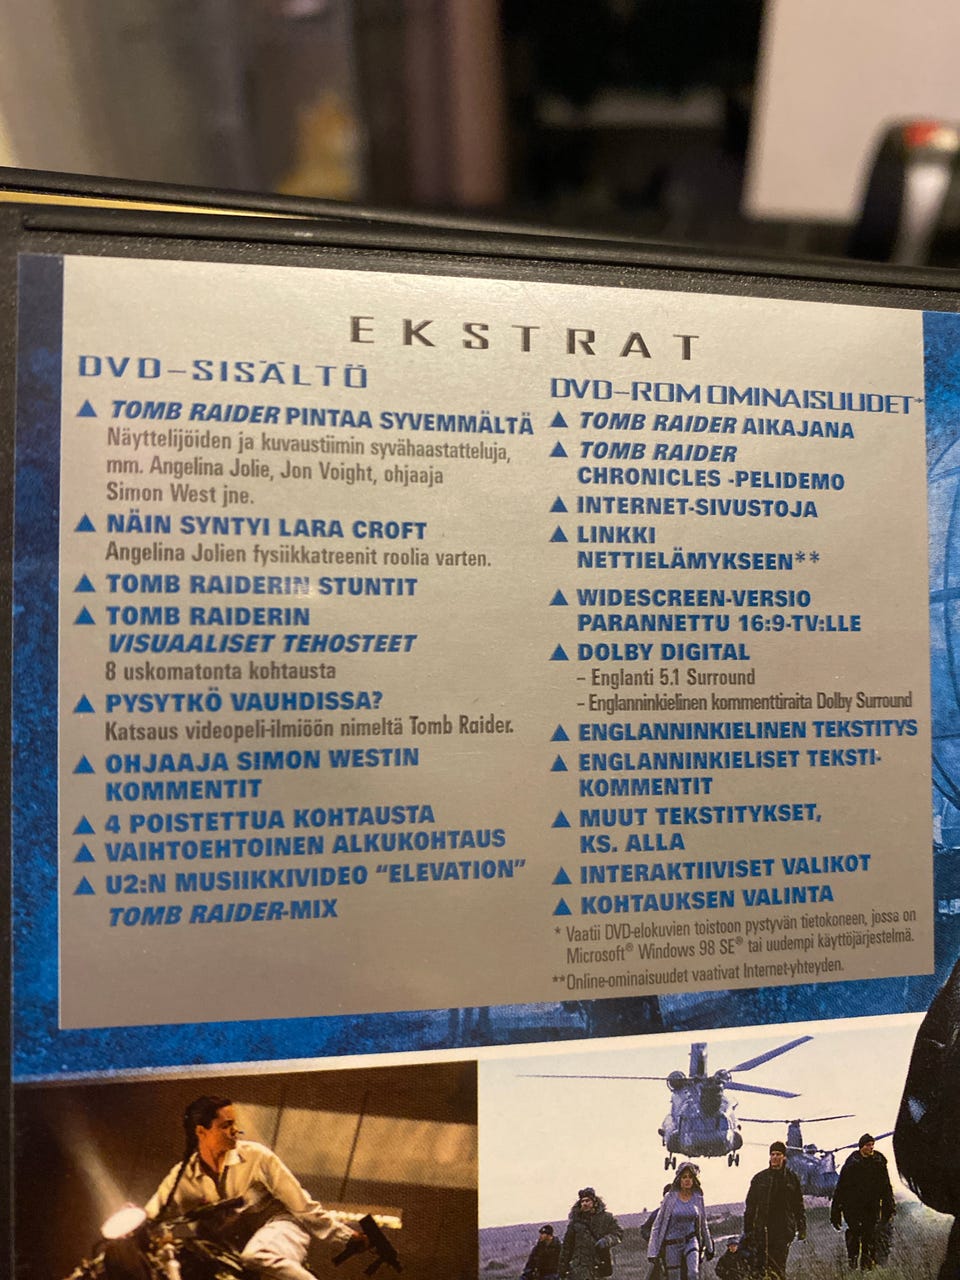 EKSTRAT
DVD-SISÄLTÖ
▲ TOMB RAIDER PINTAA SYVEMMÄLTÄ
Näyttelijöiden ja kuvaustiimin syvähaastatteluja,
mm. Angelina Jolie, Jon Voight, ohjaaja
Simon West jne.
▲ NÄIN SYNTYI LARA CROFT
Angelina Jolien fysiikkatreenit roolia varten.
▲ TOMB RAIDERIN STUNTIT
▲ TOMB RAIDERIN
VISUAALISET TEHOSTEET
8 uskomatonta kohtausta
▲ PYSYTKÖ VAUHDISSA?
Katsaus videopeli-ilmiöön nimeltä Tomb Raider.
▲ OHJAAJA SIMON WESTIN
KOMMENTIT
▲ 4 POISTETTUA KOHTAUSTA
▲ VAIHTOEHTOINEN ALKUKOHTAUS
▲ U2:N MUSIIKKIVIDEO “ELEVATION”
TOMB RAIDER-MIX
DVD-ROM OMINAISUUDET*
▲ TOMB RAIDER AIKAJANA
▲ TOMB RAIDER
CHRONICLES -PELIDEMO
▲ INTERNET-SIVUSTOJA
▲ LINKKI
NETTIELÄMYKSEEN**
▲ WIDESCREEN-VERSIO
PARANNETTU 16:9-TV:LLE
▲ DOLBY DIGITAL
– Englanti 5.1 Surround
– Englanninkielinen kommenttiraita Dolby Surround
▲ ENGLANNINKIELINEN TEKSTITYS
▲ ENGLANNINKIELISET TEKSTI-
KOMMENTIT
▲ MUUT TEKSTITYKSET,
KS. ALLA
▲ INTERAKTIIVISET VALIKOT
▲ KOHTAUKSEN VALINTA
* Vaatii DVD-elokuvien toistoon pystyvän tietokoneen, jossa on
Microsoft® Windows 98 SE® tai uudempi käyttöjärjestelmä.
**Online-ominaisuudet vaativat Internet-yhteyden.